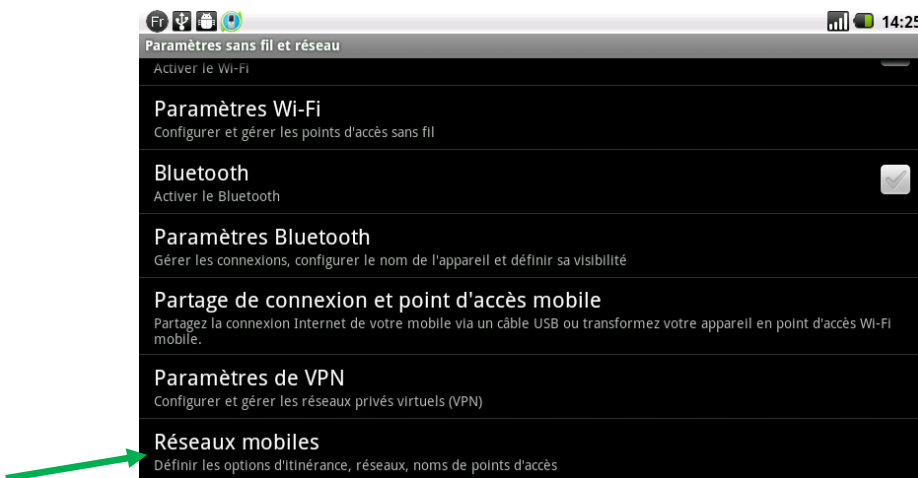 Fr 14:25
Paramètres sans fil et réseau
Activer le Wi-Fi
Paramètres Wi-Fi
Configurer et gérer les points d'accès sans fil
Bluetooth
Activer le Bluetooth
Paramètres Bluetooth
Gérer les connexions, configurer le nom de l'appareil et définir sa visibilité
Partage de connexion et point d'accès mobile
Partagez la connexion Internet de votre mobile via un câble USB ou transformez votre appareil en point d'accès Wi-Fi
mobile.
Paramètres de VPN
Configurer et gérer les réseaux privés virtuels (VPN)
Réseaux mobiles
Définir les options d'itinérance, réseaux, noms de points d'accès